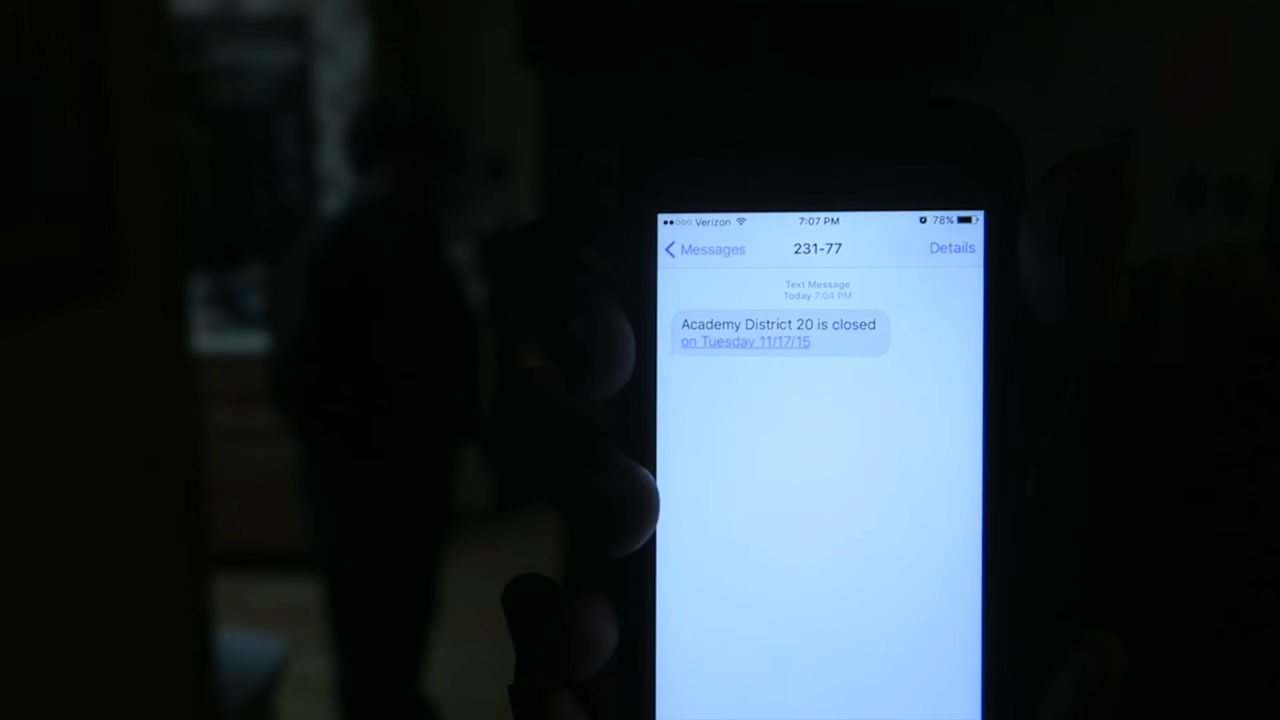 Verizon 7:07 PM 78%
Messages 231-77 Details
Text Message
Today 7:04 PM
Academy District 20 is closed
on Tuesday 11/17/15